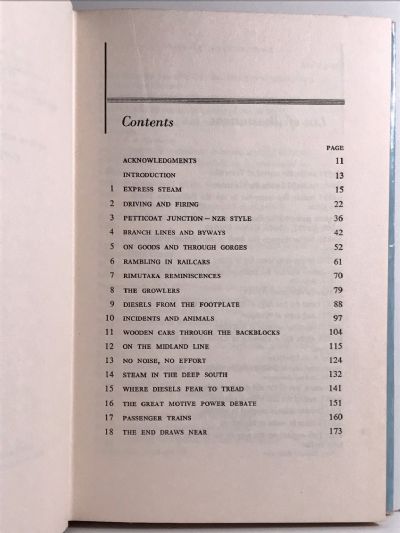 Contents
PAGE
ACKNOWLEDGMENTS 11
INTRODUCTION 13
1 EXPRESS STEAM 15
2 DRIVING AND FIRING 22
3 PETTICOAT JUNCTION — NZR STYLE 36
4 BRANCH LINES AND BYWAYS 42
5 ON GOODS AND THROUGH GORGES 52
6 RAMBLING IN RAILCARS 61
7 RIMUTAKA REMINISCENCES 70
8 THE GROWLERS 79
9 DIESELS FROM THE FOOTPLATE 88
10 INCIDENTS AND ANIMALS 97
11 WOODEN CARS THROUGH THE BACKBLOCKS 104
12 ON THE MIDLAND LINE 115
13 NO NOISE, NO EFFORT 124
14 STEAM IN THE DEEP SOUTH 132
15 WHERE DIESELS FEAR TO TREAD 141
16 THE GREAT MOTIVE POWER DEBATE 151
17 PASSENGER TRAINS 160
18 THE END DRAWS NEAR 173